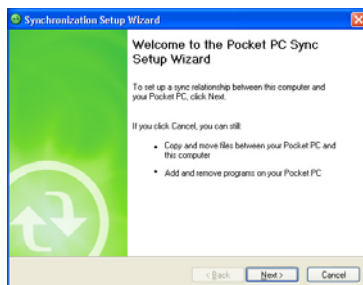 Synchronization Setup Wizard
Welcome to the Pocket PC Sync
Setup Wizard
To set up a sync relationship between this computer and
your Pocket PC, click Next.
If you click Cancel, you can still:
• Copy and move files between your Pocket PC and
this computer
• Add and remove programs on your Pocket PC
< Back Next > Cancel